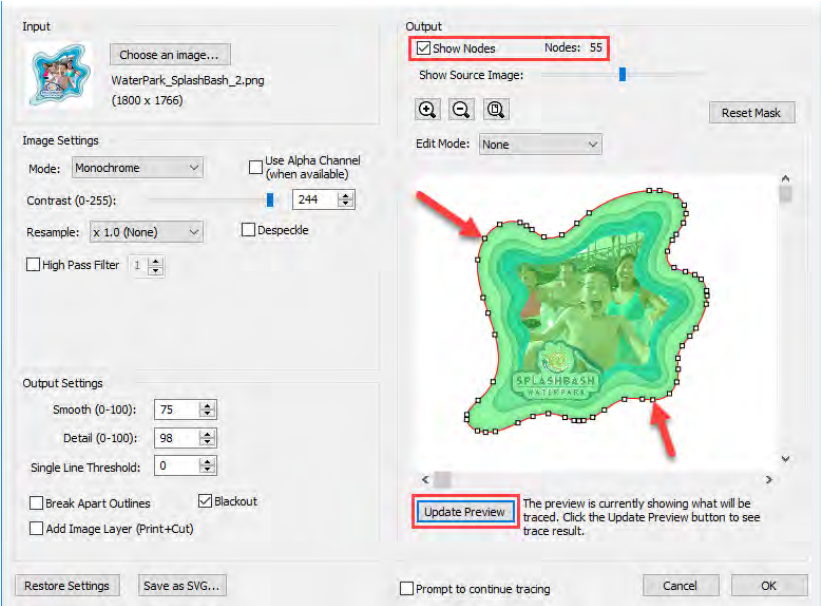 Input
Choose an image...
WaterPark_SplashBash_2.png
(1800 x 1766)
Image Settings
Mode: Monochrome
Use Alpha Channel
(when available)
Contrast (0-255): 244
Resample: x 1.0 (None)
Despeckle
High Pass Filter 1
Output Settings
Smooth (0-100): 75
Detail (0-100): 98
Single Line Threshold: 0
Break Apart Outlines
Blackout
Add Image Layer (Print+Cut)
Restore Settings
Save as SVG...
Output
Show Nodes Nodes: 55
Show Source Image:
Reset Mask
Edit Mode: None
SPLASHBASH
WATERPARK
Update Preview
The preview is currently showing what will be
traced. Click the Update Preview button to see
trace result.
Prompt to continue tracing
Cancel
OK